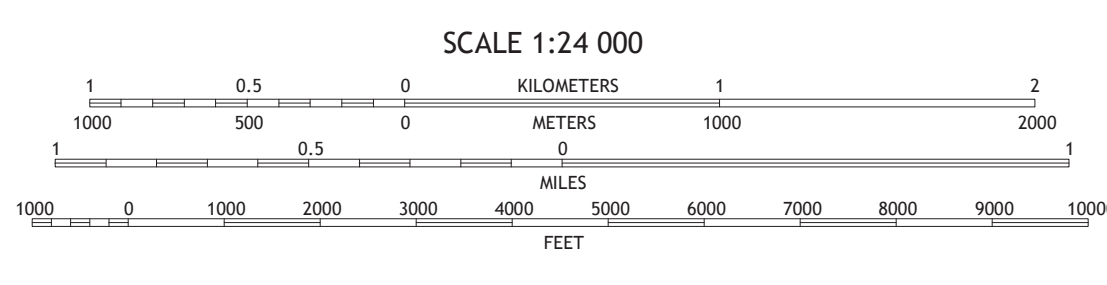 SCALE 1:24 000
1 0.5 0 KILOMETERS 1 2
1000 500 0 METERS 1000 2000
1 0.5 0 1
MILES
1000 0 1000 2000 3000 4000 5000 6000 7000 8000 9000 1000
FEET